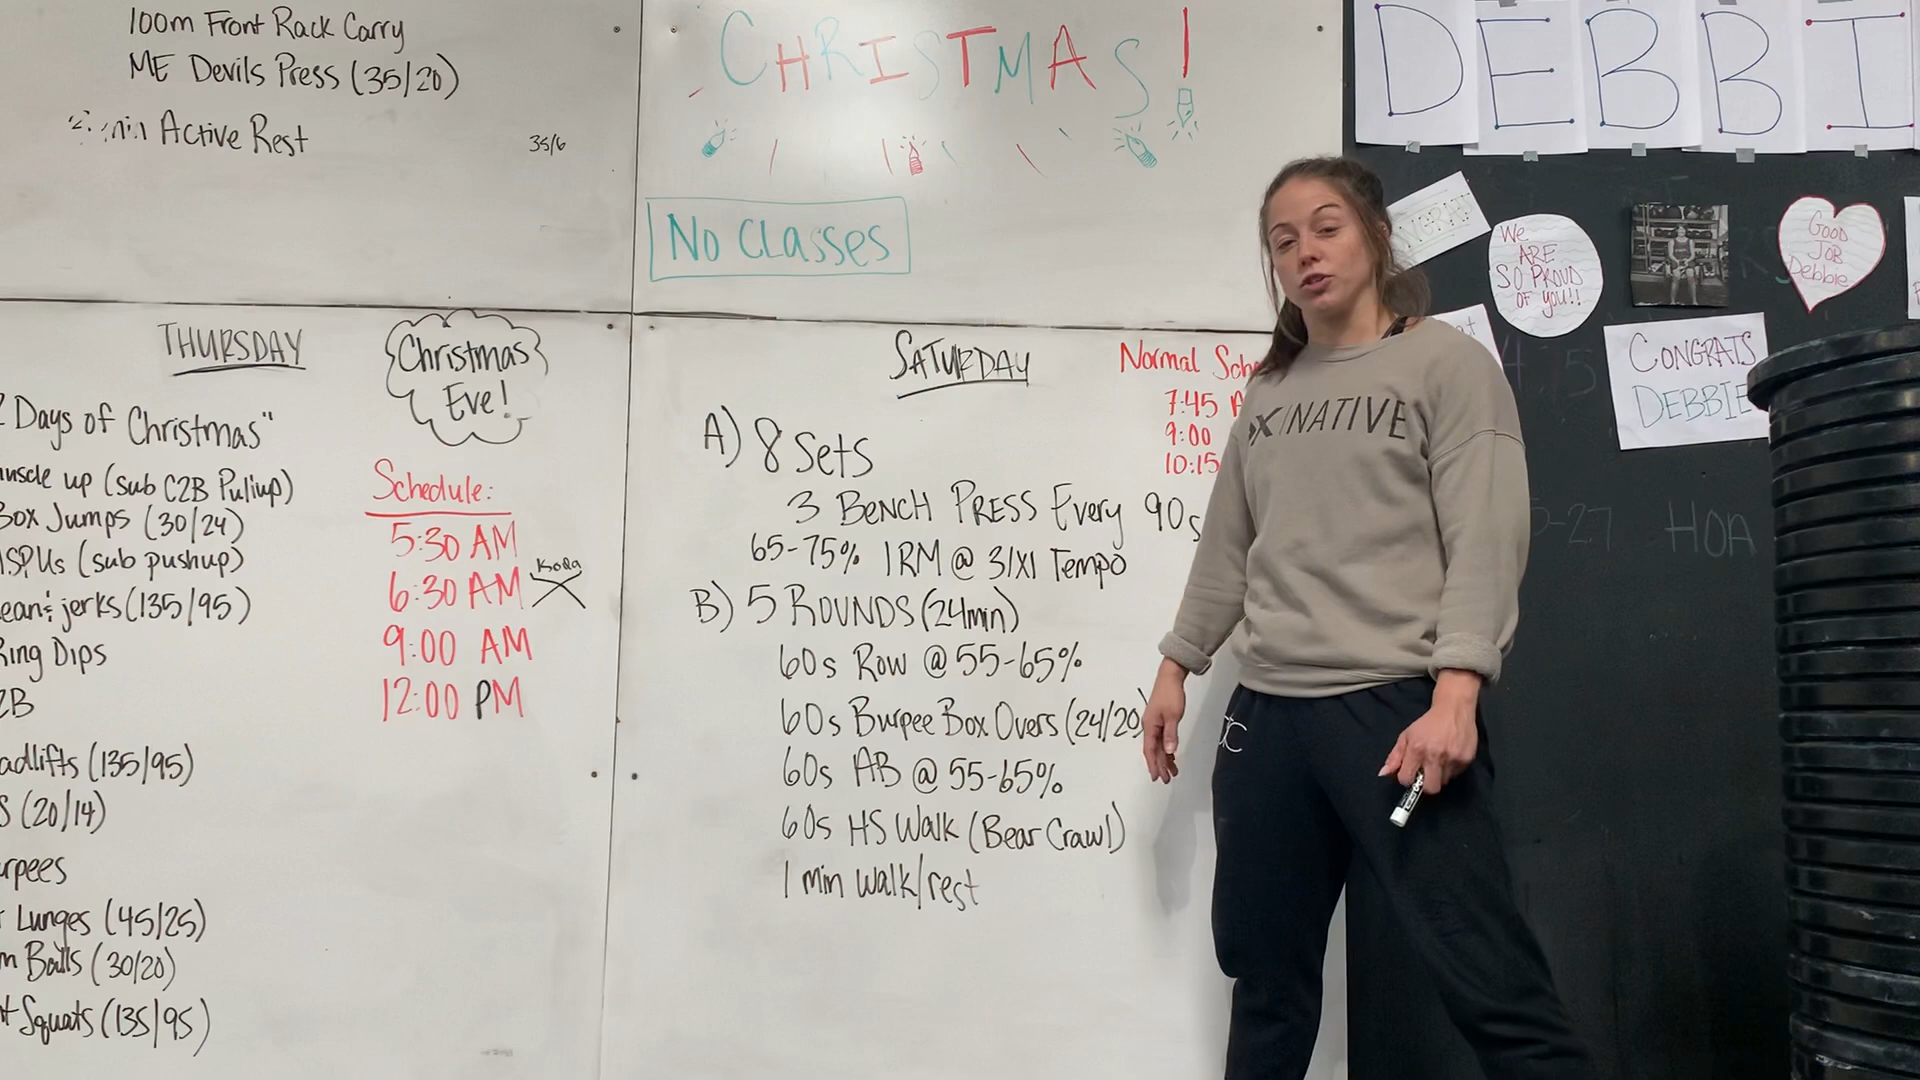 100m Front Rack Carry
ME Devils Press (35/20)
min Active Rest
35/6
CHRISTMAS!
No Classes
THURSDAY
Christmas
Eve!
Days of Christmas"
muscle up (sub C2B Pullup)
Box Jumps (30/24)
HSPUs (sub pushup)
ean & jerks (135/95)
Ring Dips
2B
adlifts (135/95)
S (20/14)
urpees
Lunges (45/25)
m Balls (30/20)
t Squats (135/95)
Schedule:
5:30 AM
6:30 AM
Koda
9:00 AM
12:00 PM
SATURDAY
Normal Sche
7:45 A
9:00
10:15
A) 8 Sets
3 BENCH PRESS Every 90s
65-75% 1RM @ 31X1 Tempo
B) 5 ROUNDS (24min)
60s Row @ 55-65%
60s Burpee Box Overs (24/20)
60s AB @ 55-65%
60s HS Walk (Bear Crawl)
1 min walk/rest
NATIVE
DEBBI
We
ARE
SO PROUD
OF YOU!!
GOOD
JOB
Debbie
CONGRATS
DEBBIE
HOA